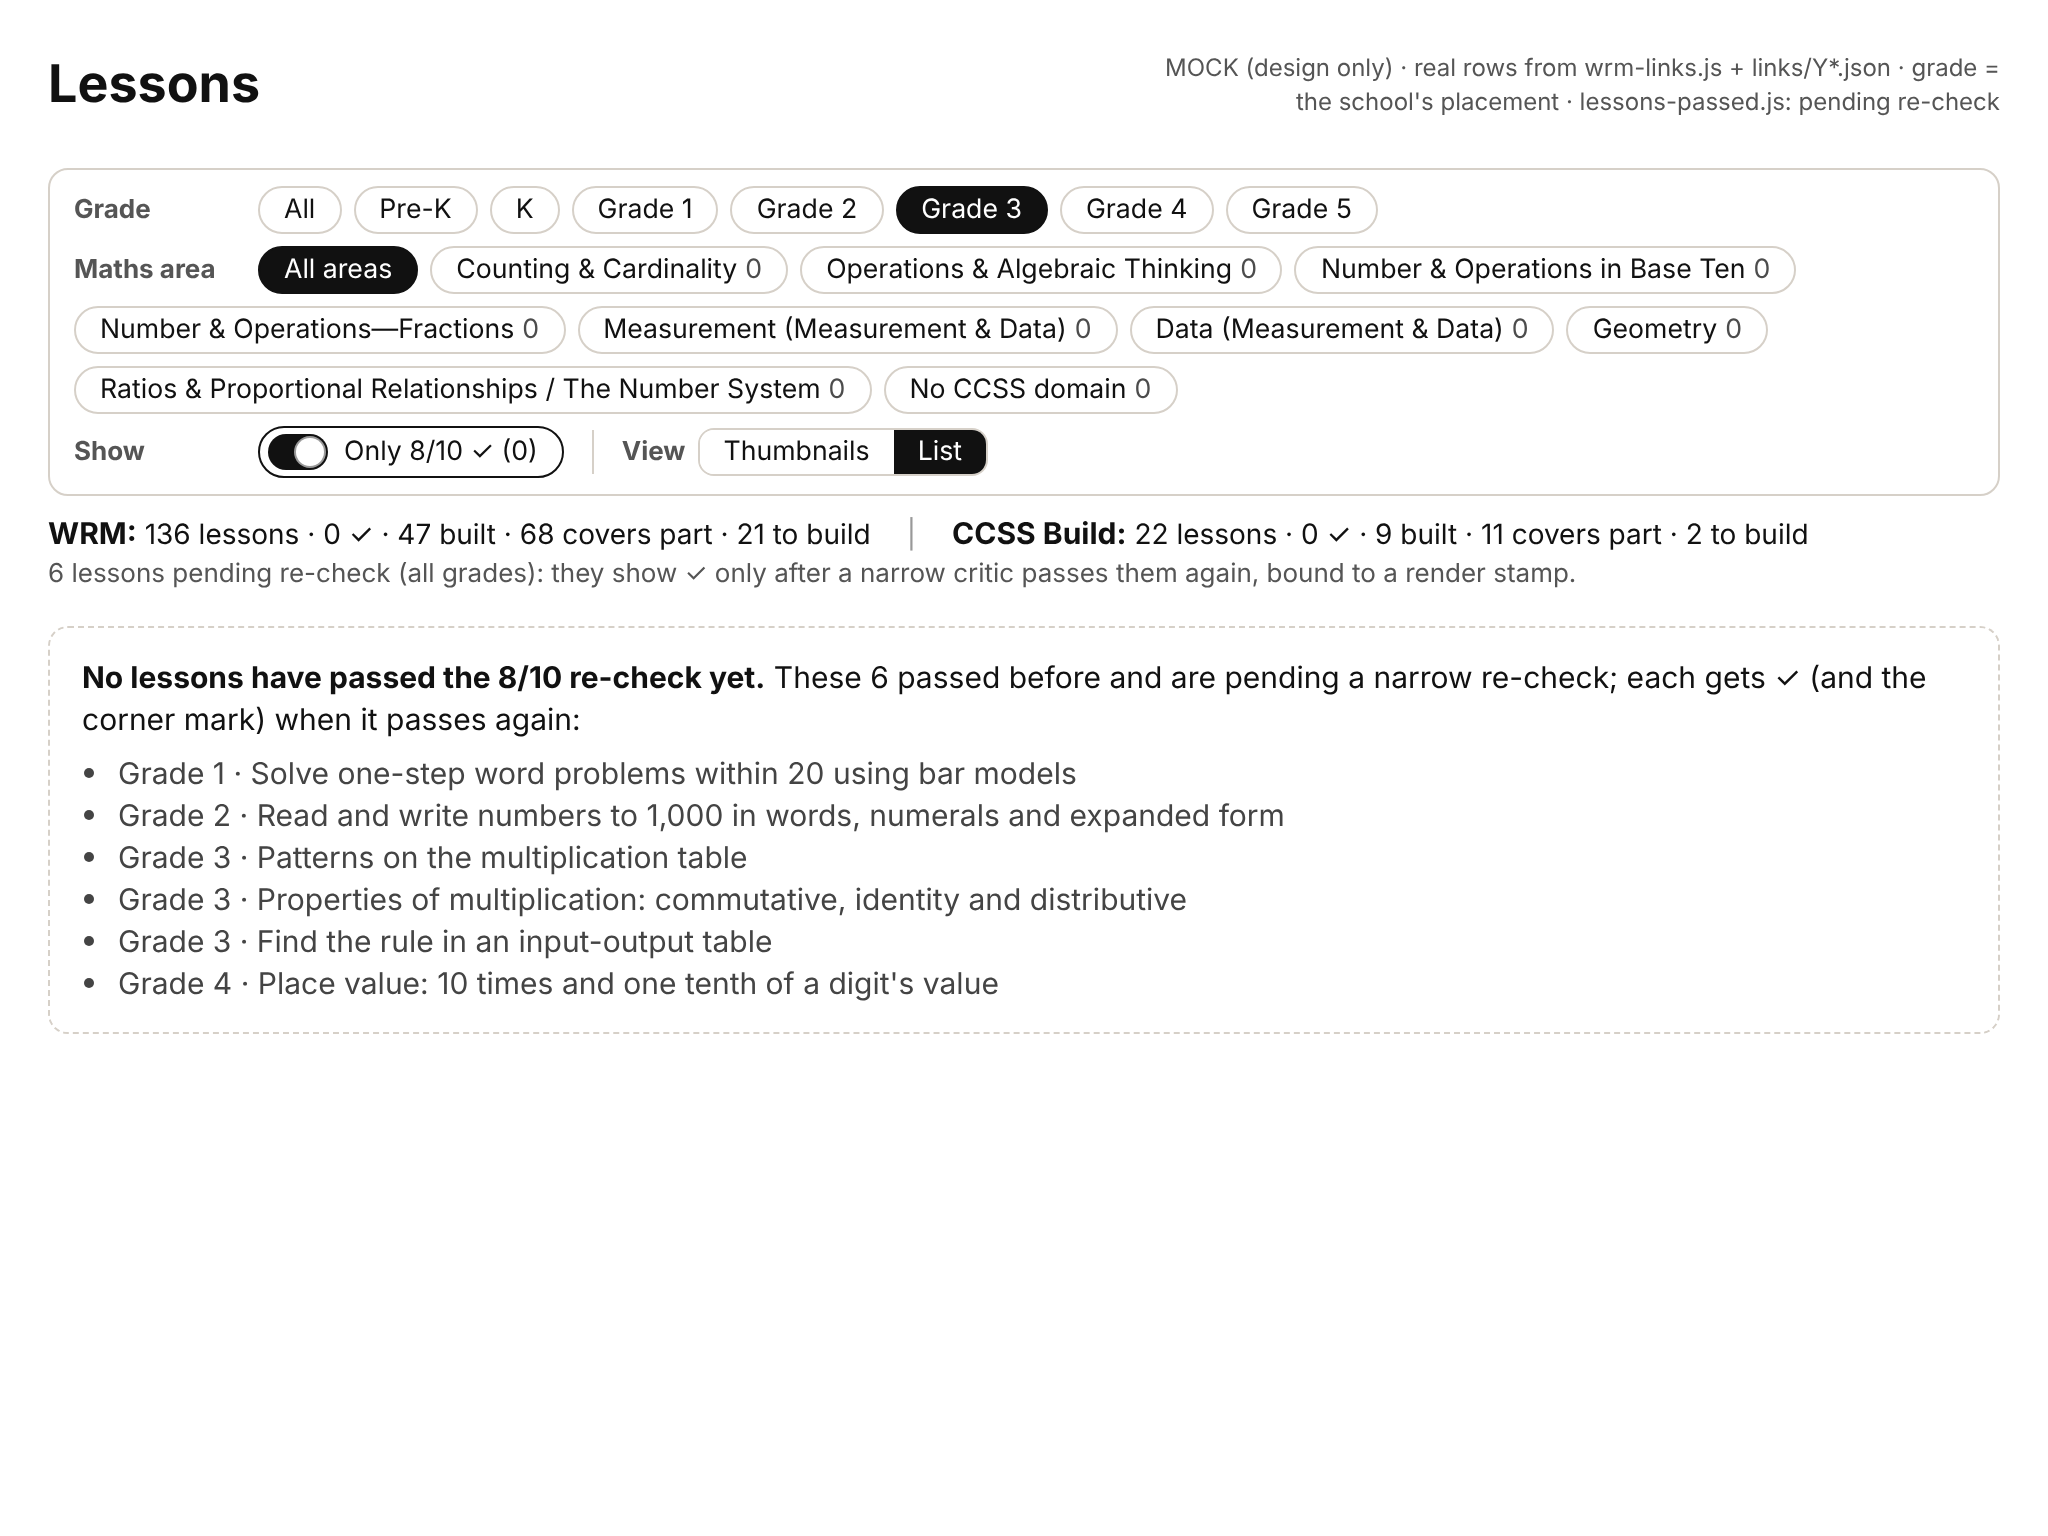 Lessons
MOCK (design only) · real rows from wrm-links.js + links/Y*.json · grade =
the school's placement · lessons-passed.js: pending re-check
Grade All Pre-K K Grade 1 Grade 2 Grade 3 Grade 4 Grade 5
Maths area All areas Counting & Cardinality 0 Operations & Algebraic Thinking 0 Number & Operations in Base Ten 0
Number & Operations—Fractions 0 Measurement (Measurement & Data) 0 Data (Measurement & Data) 0 Geometry 0
Ratios & Proportional Relationships / The Number System 0 No CCSS domain 0
Show Only 8/10 ✓ (0) View Thumbnails List
WRM: 136 lessons · 0 ✓ · 47 built · 68 covers part · 21 to build | CCSS Build: 22 lessons · 0 ✓ · 9 built · 11 covers part · 2 to build
6 lessons pending re-check (all grades): they show ✓ only after a narrow critic passes them again, bound to a render stamp.
No lessons have passed the 8/10 re-check yet. These 6 passed before and are pending a narrow re-check; each gets ✓ (and the
corner mark) when it passes again:
• Grade 1 · Solve one-step word problems within 20 using bar models
• Grade 2 · Read and write numbers to 1,000 in words, numerals and expanded form
• Grade 3 · Patterns on the multiplication table
• Grade 3 · Properties of multiplication: commutative, identity and distributive
• Grade 3 · Find the rule in an input-output table
• Grade 4 · Place value: 10 times and one tenth of a digit's value